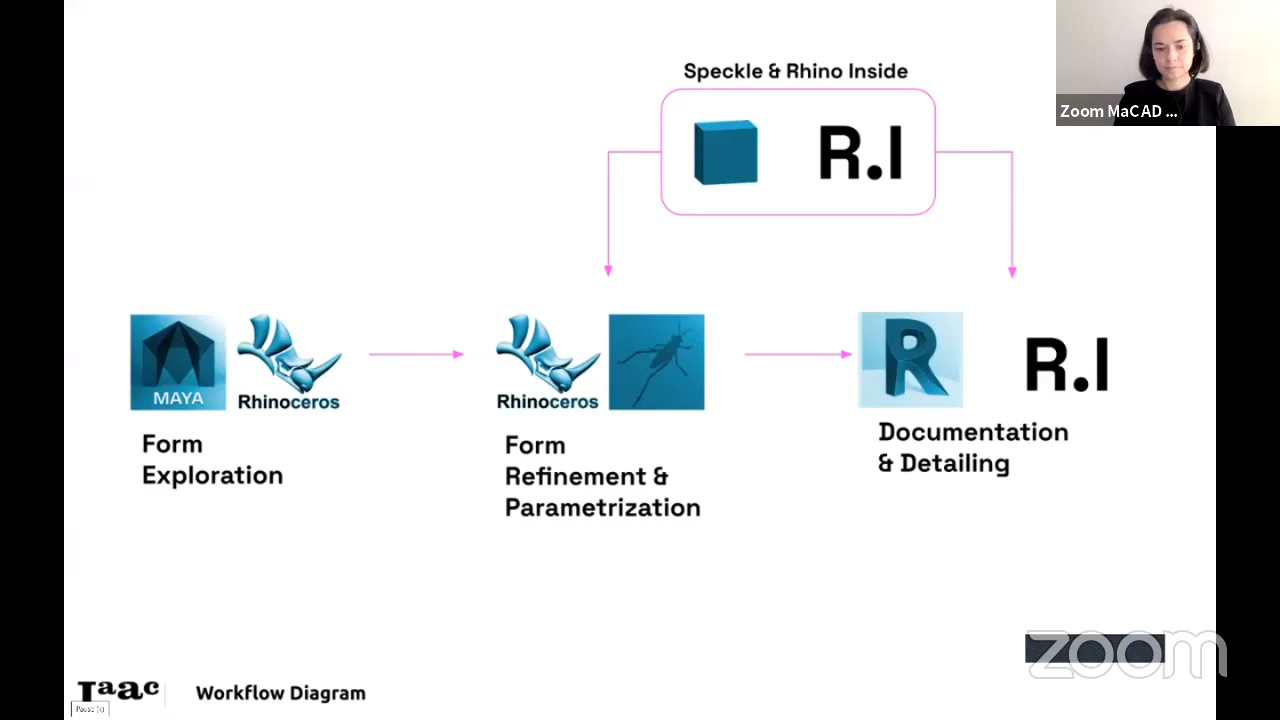 Speckle & Rhino Inside
R.I
Zoom MaCAD ...
MAYA
Rhinoceros
Rhinoceros
R
R.I
Form
Exploration
Form
Refinement &
Parametrization
Documentation
& Detailing
zoom
Iaac
Workflow Diagram
Pause (k)